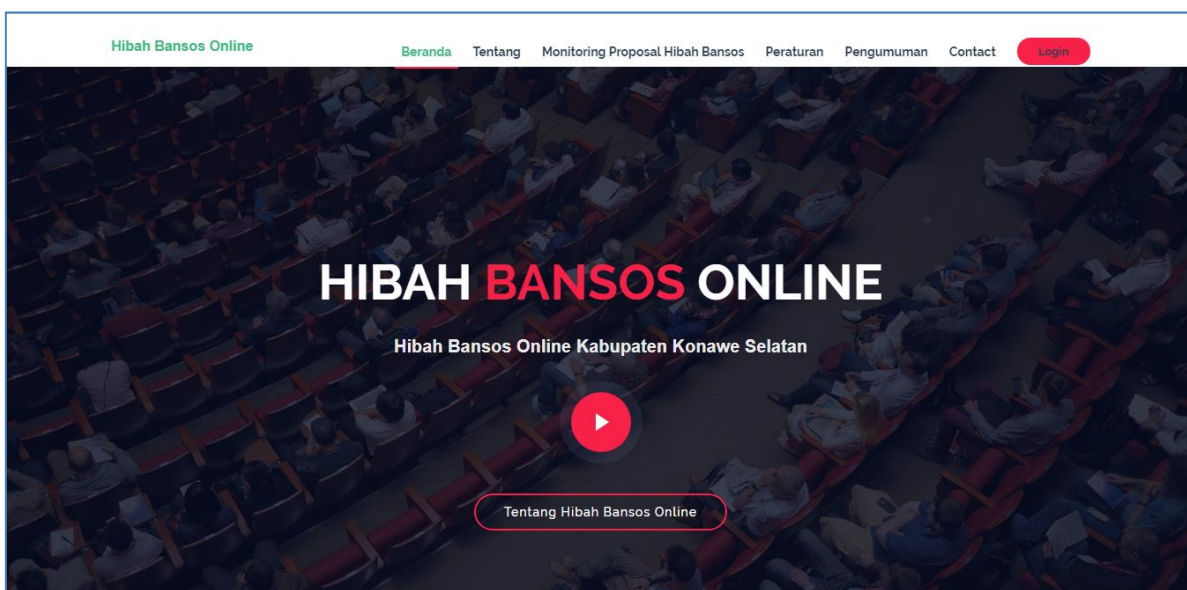 Hibah Bansos Online
Beranda Tentang Monitoring Proposal Hibah Bansos Peraturan Pengumuman Contact Login
HIBAH BANSOS ONLINE
Hibah Bansos Online Kabupaten Konawe Selatan
Tentang Hibah Bansos Online